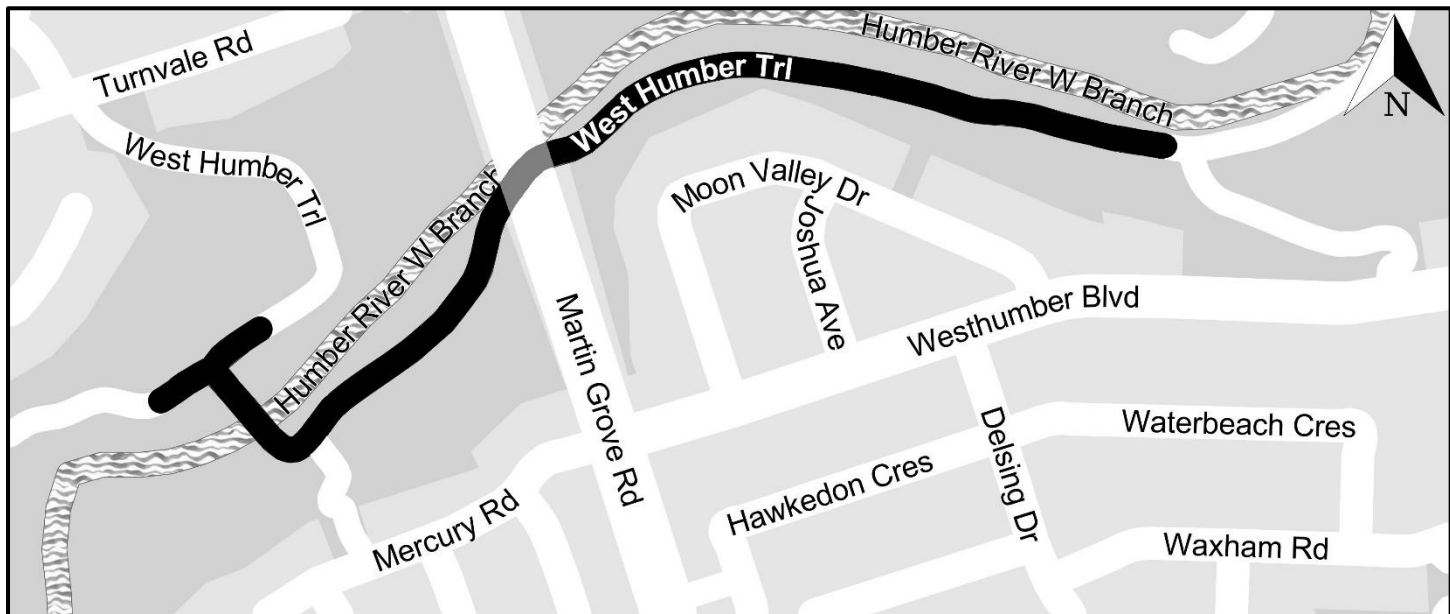 Turnvale Rd
Humber River W Branch
West Humber Trl
N
West Humber Trl
Moon Valley Dr
Joshua Ave
Humber River W Branch
Westhumber Blvd
Martin Grove Rd
Waterbeach Cres
Delsing Dr
Hawkedon Cres
Mercury Rd
Waxham Rd